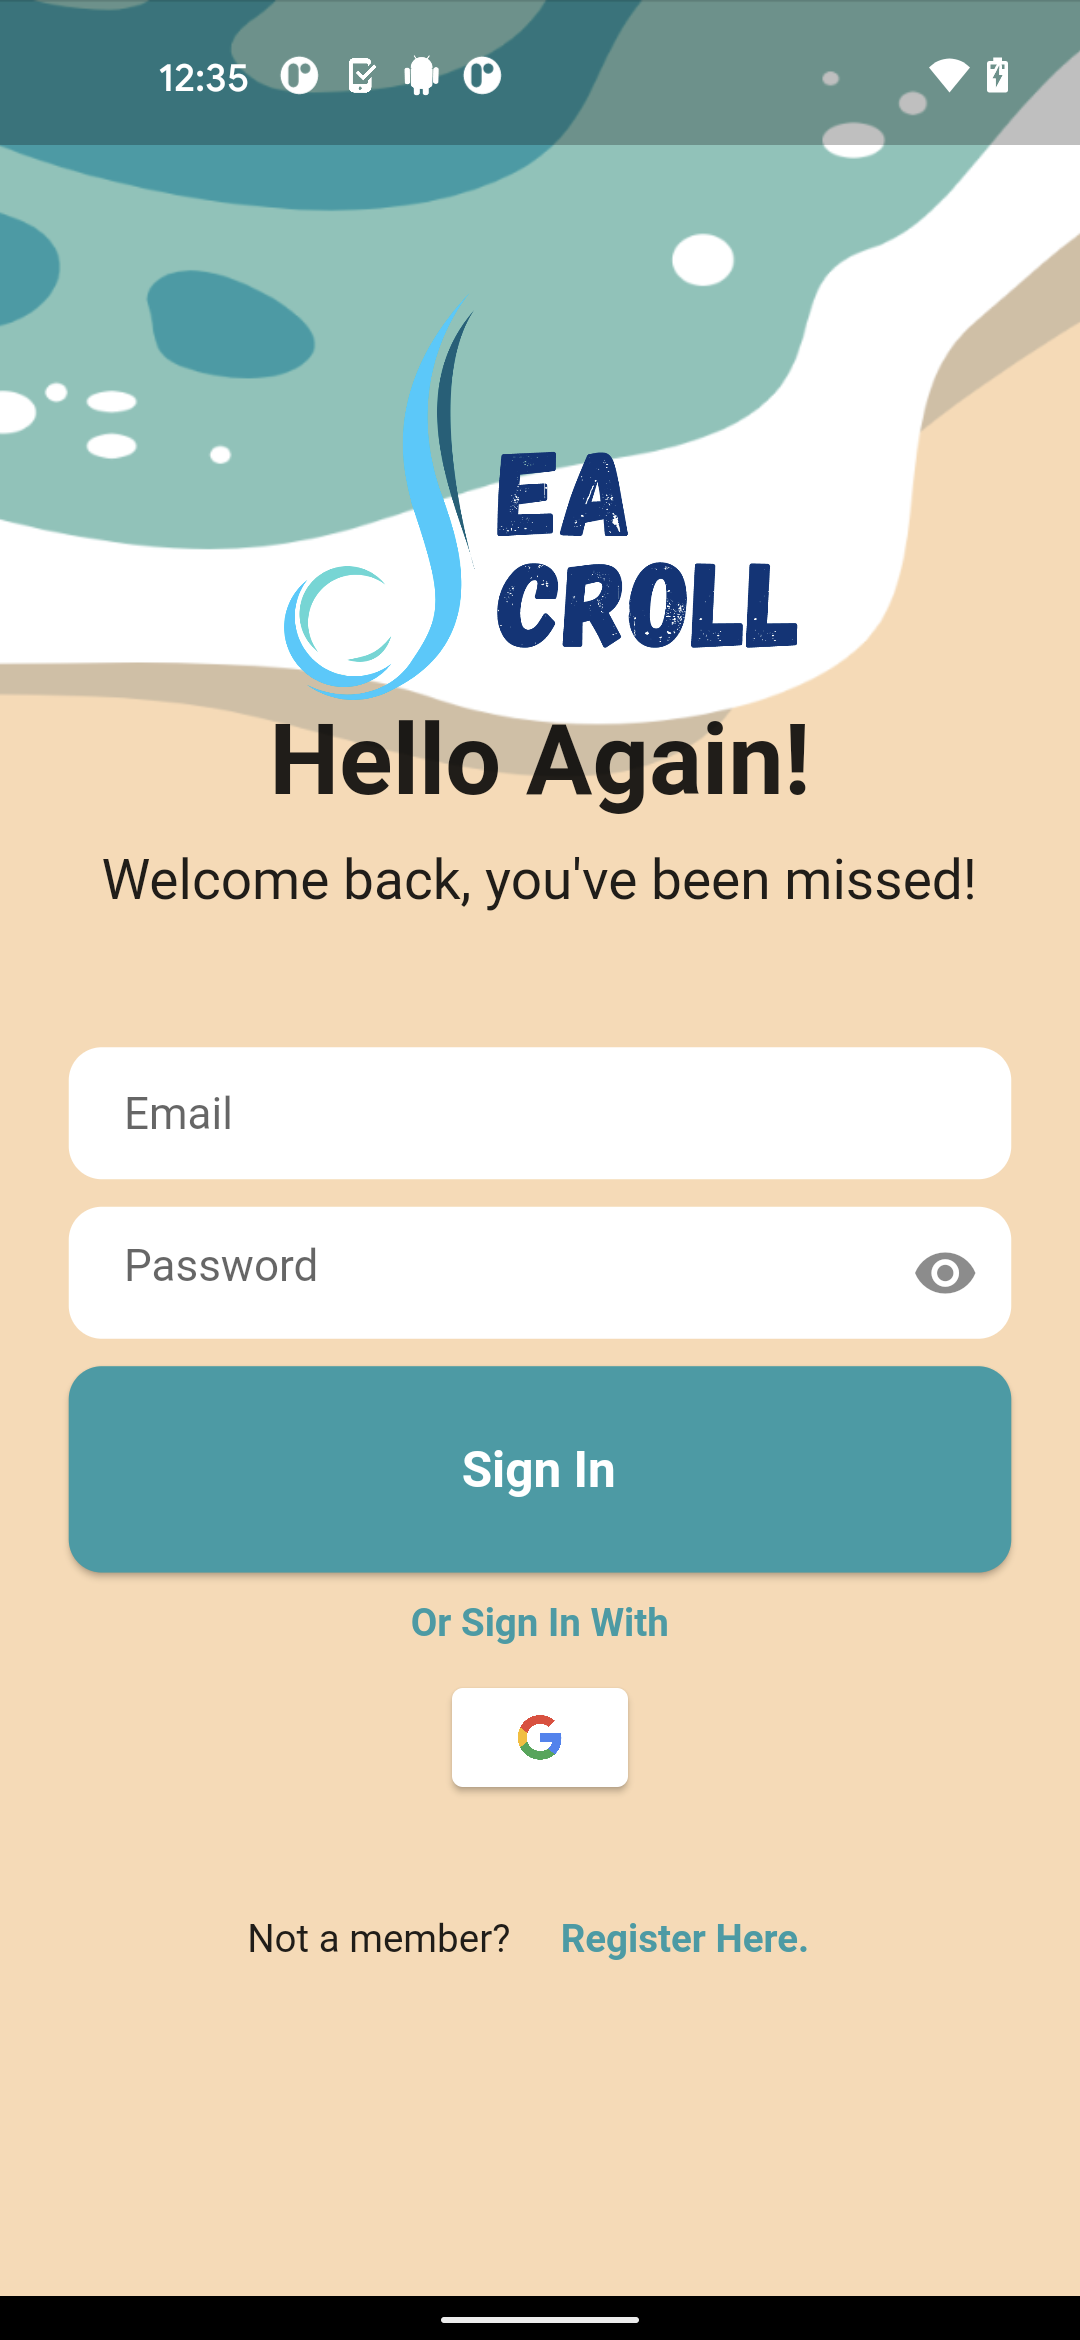 12:35
EA
CROLL
Hello Again!
Welcome back, you've been missed!
Email
Password
Sign In
Or Sign In With
G
Not a member? Register Here.